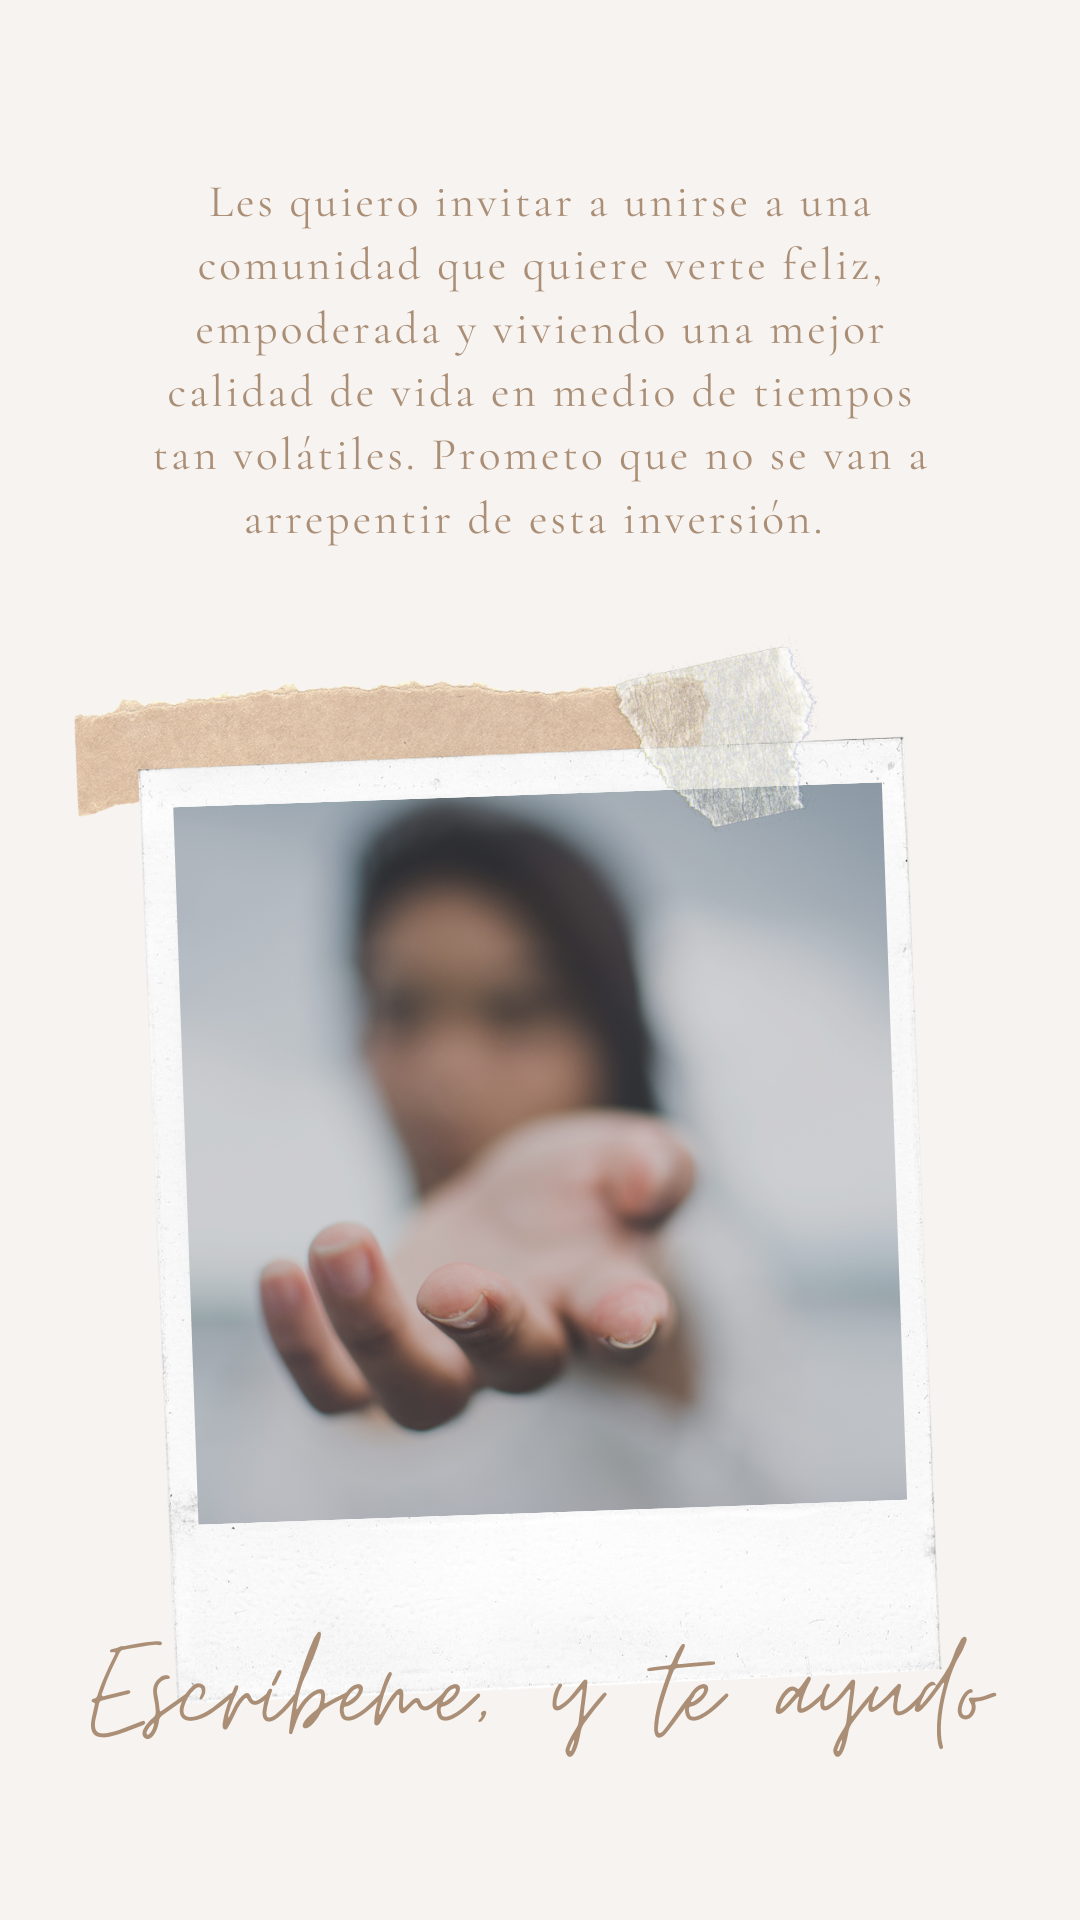 Les quiero invitar a unirse a una
comunidad que quiere verte feliz,
empoderada y viviendo una mejor
calidad de vida en medio de tiempos
tan volátiles. Prometo que no se van a
arrepentir de esta inversión.
Escríbeme, y te ayudo